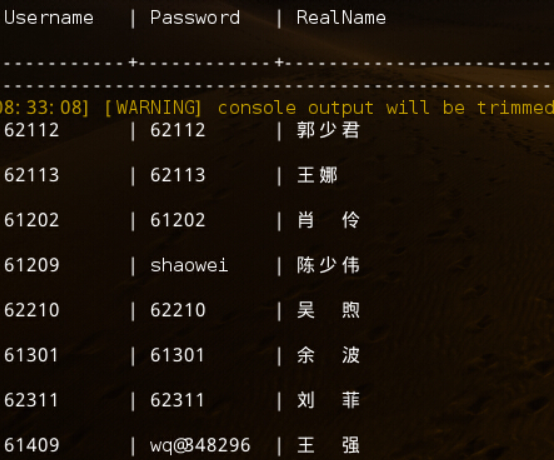 Username | Password | RealName
-----------+------------+------------------------
------------------------------------------------
08:33:08] [WARNING] console output will be trimmed
62112 | 62112 | 郭少君
62113 | 62113 | 王娜
61202 | 61202 | 肖 伶
61209 | shaowei | 陈少伟
62210 | 62210 | 吴 煦
61301 | 61301 | 余 波
62311 | 62311 | 刘 菲
61409 | wq@348296 | 王 强